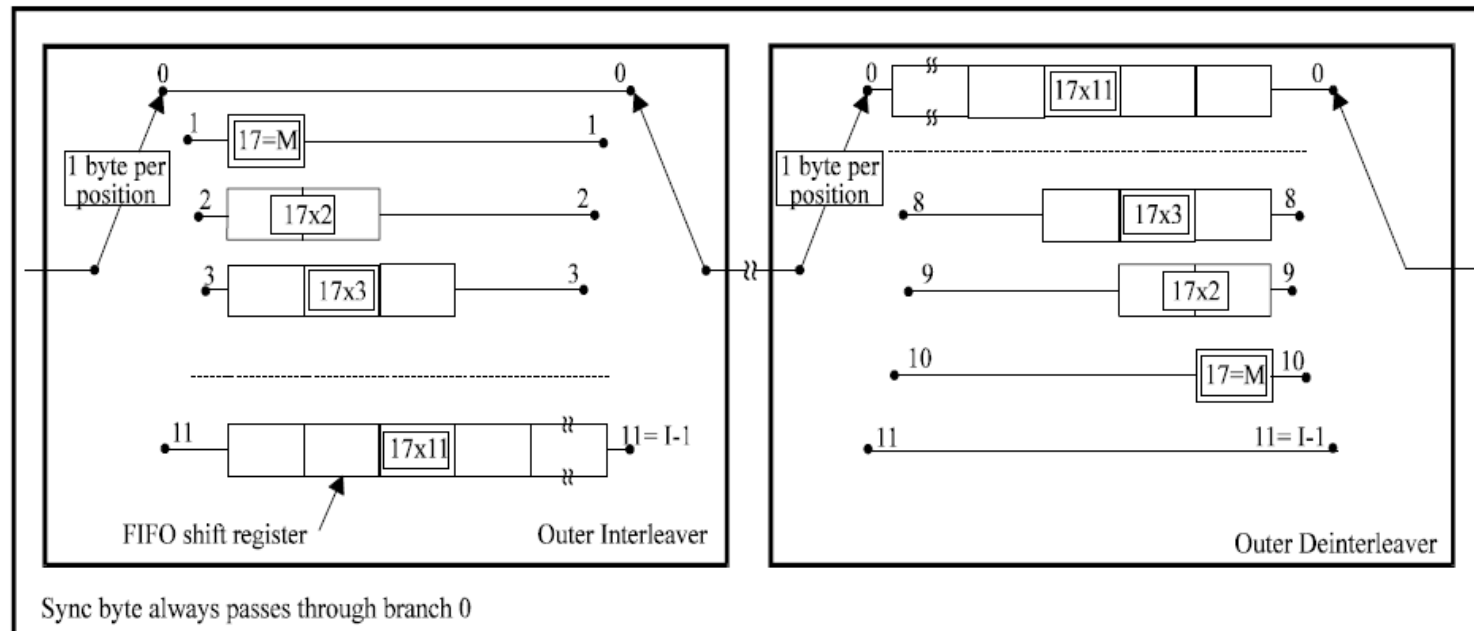 0
0
1
17=M
1
1 byte per
position
2
17x2
2
3
17x3
3
11
17x11
11= I-1
FIFO shift register
Outer Interleaver
0
17x11
0
1 byte per
position
8
17x3
8
9
17x2
9
10
17=M
10
11
11= I-1
Outer Deinterleaver
Sync byte always passes through branch 0